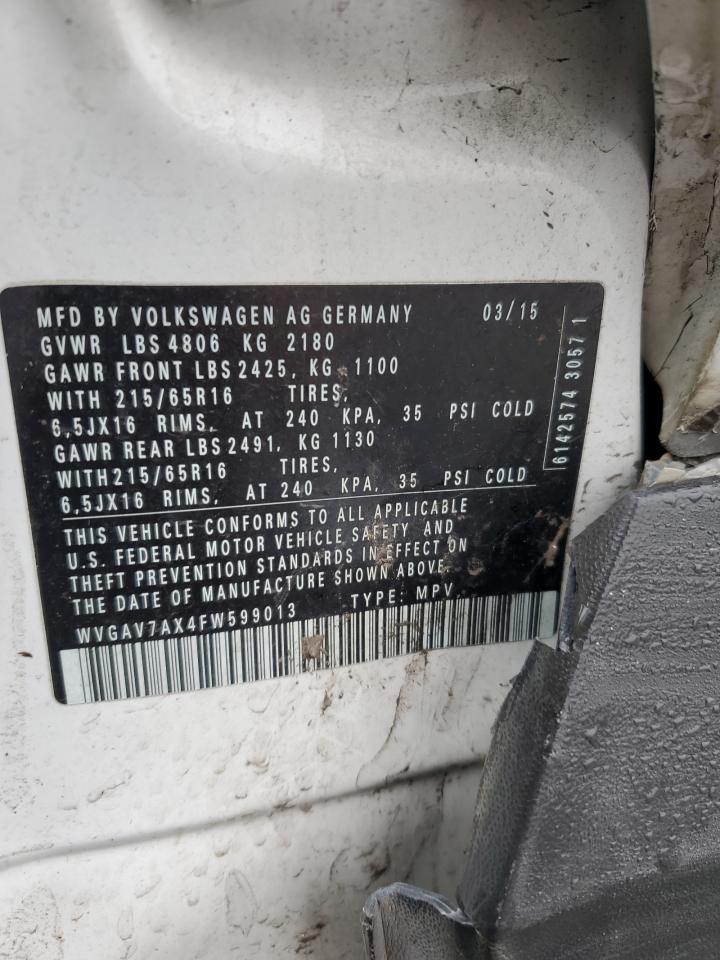 MFD BY VOLKSWAGEN AG GERMANY 03/15
GVWR LBS 4806 KG 2180
GAWR FRONT LBS 2425, KG 1100
WITH 215/65R16 TIRES,
6,5JX16 RIMS, AT 240 KPA, 35 PSI COLD
GAWR REAR LBS 2491, KG 1130
WITH 215/65R16 TIRES,
6,5JX16 RIMS, AT 240 KPA, 35 PSI COLD
THIS VEHICLE CONFORMS TO ALL APPLICABLE
U.S. FEDERAL MOTOR VEHICLE SAFETY AND
THEFT PREVENTION STANDARDS IN EFFECT ON
THE DATE OF MANUFACTURE SHOWN ABOVE.
WVGAV7AX4FW599013 TYPE: MPV
6142574 3057 1